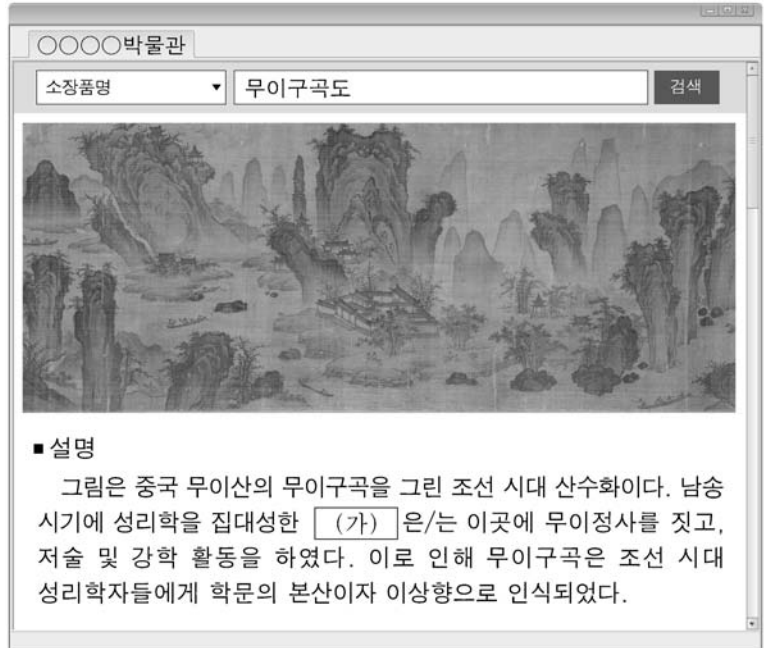 ○○○○박물관
소장품명 무이구곡도 검색
■ 설명
그림은 중국 무이산의 무이구곡을 그린 조선 시대 산수화이다. 남송
시기에 성리학을 집대성한 (가) 은/는 이곳에 무이정사를 짓고,
저술 및 강학 활동을 하였다. 이로 인해 무이구곡은 조선 시대
성리학자들에게 학문의 본산이자 이상향으로 인식되었다.